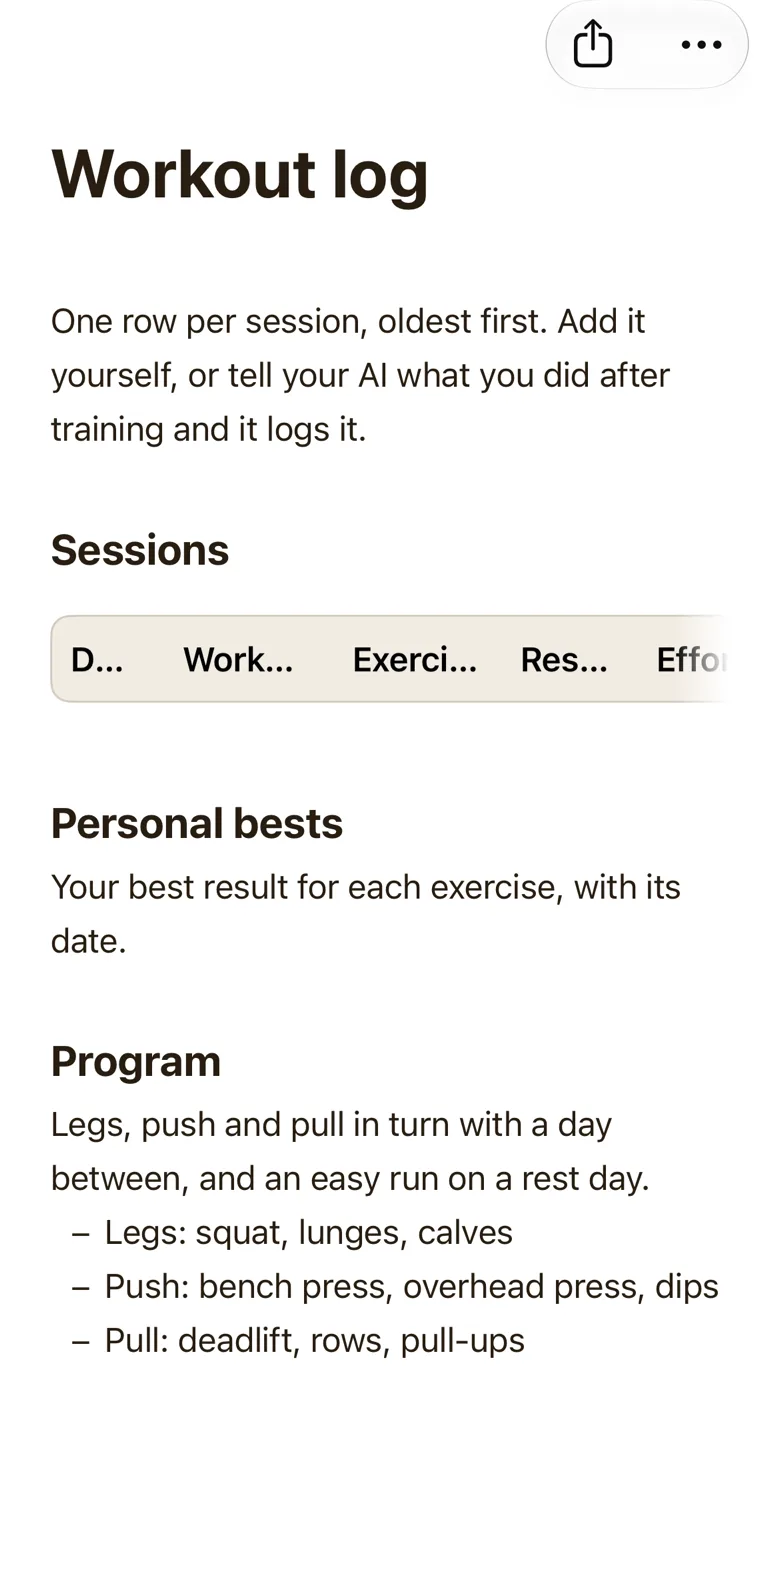 Workout log
One row per session, oldest first. Add it
yourself, or tell your AI what you did after
training and it logs it.
Sessions
D... Work... Exerci... Res... Effo
Personal bests
Your best result for each exercise, with its
date.
Program
Legs, push and pull in turn with a day
between, and an easy run on a rest day.
– Legs: squat, lunges, calves
– Push: bench press, overhead press, dips
– Pull: deadlift, rows, pull-ups